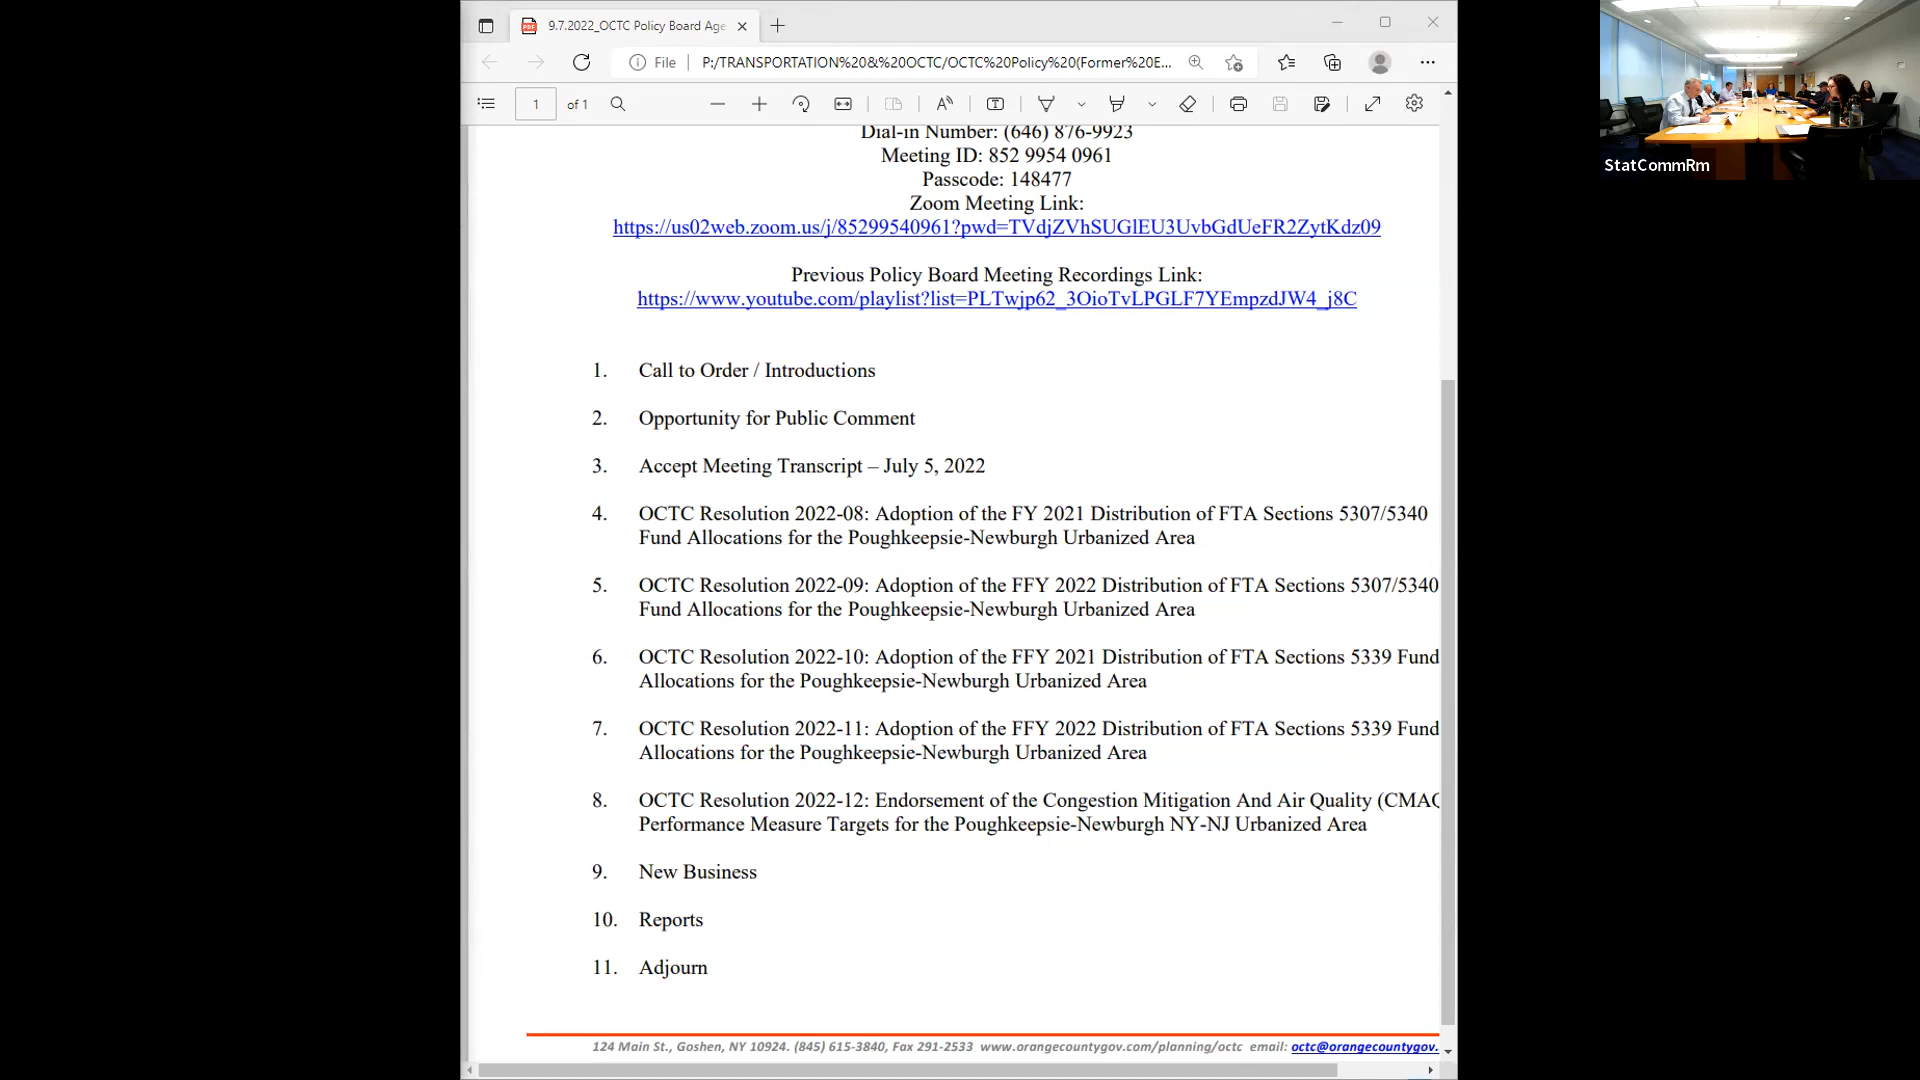 9.7.2022_OCTC Policy Board Age
File
P:/TRANSPORTATION%20&%20OCTC/OCTC%20Policy%20(Former%20E...
1 of 1
Dial-in Number: (646) 876-9923
Meeting ID: 852 9954 0961
Passcode: 148477
Zoom Meeting Link:
https://us02web.zoom.us/j/85299540961?pwd=TVdjZVhSUGlEU3UvbGdUeFR2ZytKdz09
Previous Policy Board Meeting Recordings Link:
https://www.youtube.com/playlist?list=PLTwjp62_3OioTvLPGLF7YEmpzdJW4_j8C
1. Call to Order / Introductions
2. Opportunity for Public Comment
3. Accept Meeting Transcript – July 5, 2022
4. OCTC Resolution 2022-08: Adoption of the FY 2021 Distribution of FTA Sections 5307/5340
Fund Allocations for the Poughkeepsie-Newburgh Urbanized Area
5. OCTC Resolution 2022-09: Adoption of the FFY 2022 Distribution of FTA Sections 5307/5340
Fund Allocations for the Poughkeepsie-Newburgh Urbanized Area
6. OCTC Resolution 2022-10: Adoption of the FFY 2021 Distribution of FTA Sections 5339 Fund
Allocations for the Poughkeepsie-Newburgh Urbanized Area
7. OCTC Resolution 2022-11: Adoption of the FFY 2022 Distribution of FTA Sections 5339 Fund
Allocations for the Poughkeepsie-Newburgh Urbanized Area
8. OCTC Resolution 2022-12: Endorsement of the Congestion Mitigation And Air Quality (CMAQ
Performance Measure Targets for the Poughkeepsie-Newburgh NY-NJ Urbanized Area
9. New Business
10. Reports
11. Adjourn
124 Main St., Goshen, NY 10924. (845) 615-3840, Fax 291-2533 www.orangecountygov.com/planning/octc email: octc@orangecountygov.
StatCommRm